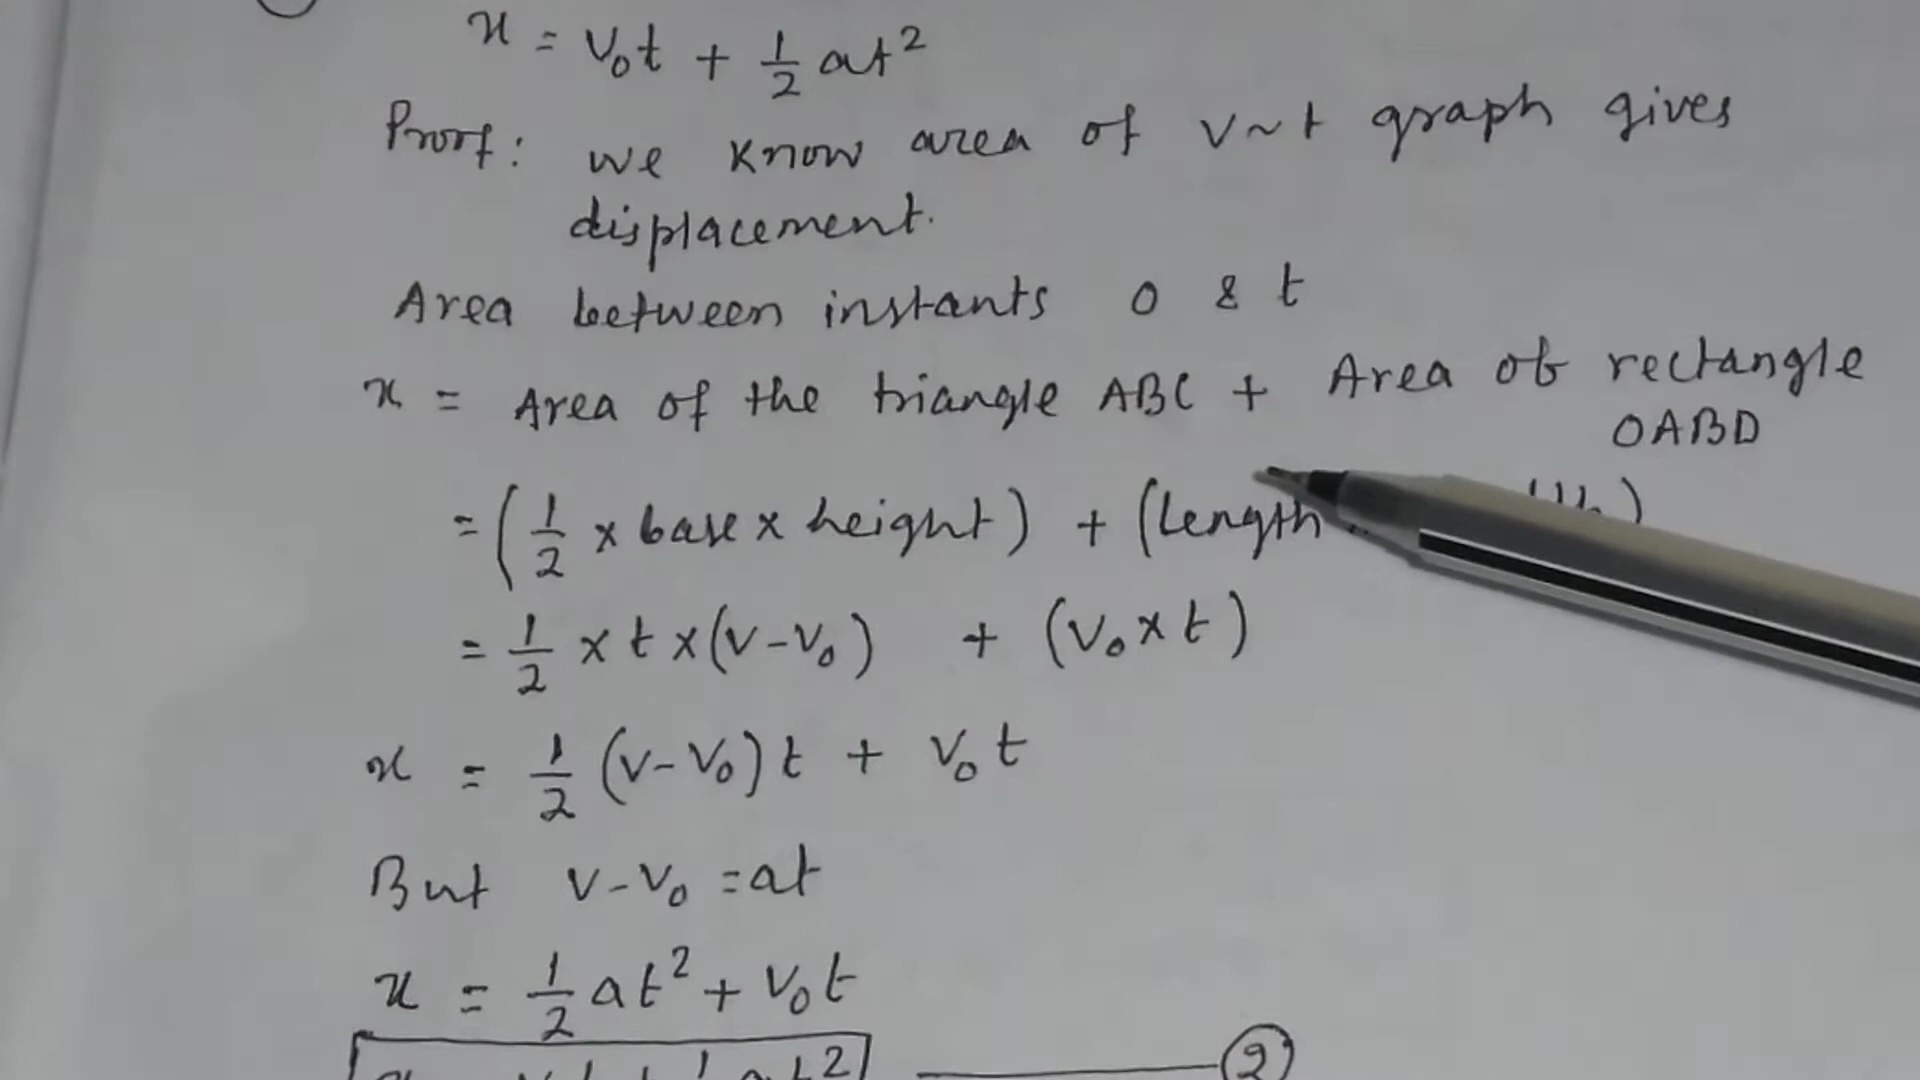 x = v₀t + 1/2 at²
Proof: we know area of v~t graph gives
displacement.
Area between instants 0 & t
x = Area of the triangle ABC + Area of rectangle
OABD
= (1/2 × base × height) + (Length
= 1/2 × t × (v-v₀) + (v₀ × t)
x = 1/2 (v-v₀) t + v₀t
But v-v₀ = at
x = 1/2 at² + v₀t
2